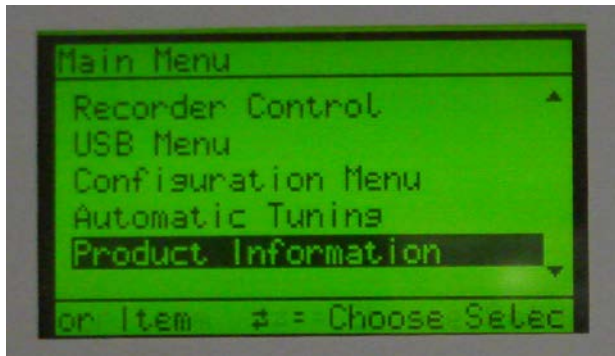 Main Menu
Recorder Control
USB Menu
Configuration Menu
Automatic Tuning
Product Information
or Item ⇄ = Choose Selec